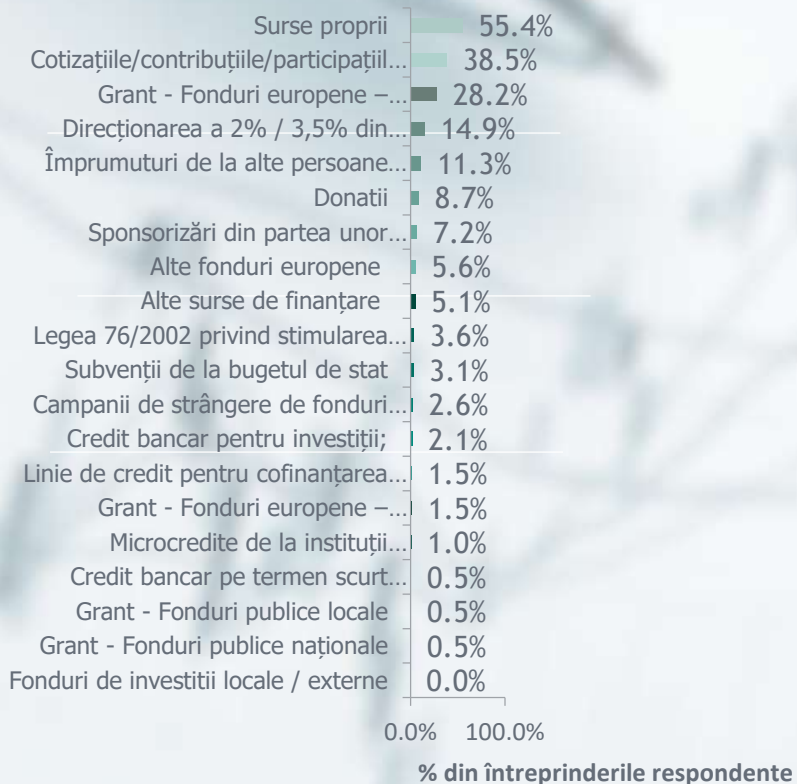 Surse proprii 55.4%
Cotizațiile/contribuțiile/participațiil... 38.5%
Grant - Fonduri europene –... 28.2%
Direcționarea a 2% / 3,5% din... 14.9%
Împrumuturi de la alte persoane... 11.3%
Donatii 8.7%
Sponsorizări din partea unor... 7.2%
Alte fonduri europene 5.6%
Alte surse de finanțare 5.1%
Legea 76/2002 privind stimularea... 3.6%
Subvenții de la bugetul de stat 3.1%
Campanii de strângere de fonduri... 2.6%
Credit bancar pentru investiții; 2.1%
Linie de credit pentru cofinanțarea... 1.5%
Grant - Fonduri europene –... 1.5%
Microcredite de la instituții... 1.0%
Credit bancar pe termen scurt... 0.5%
Grant - Fonduri publice locale 0.5%
Grant - Fonduri publice naționale 0.5%
Fonduri de investitii locale / externe 0.0%
0.0% 100.0%
% din întreprinderile respondente